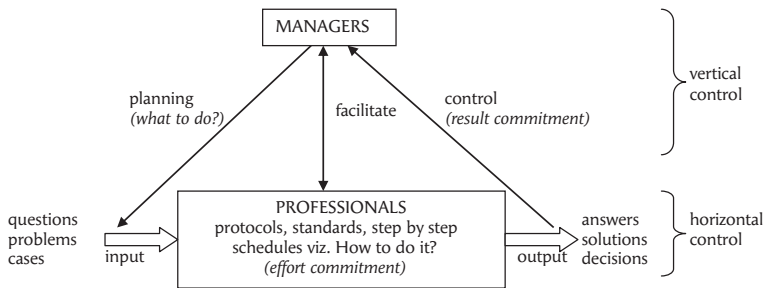 MANAGERS
planning
(what to do?)
facilitate
control
(result commitment)
vertical
control
questions
problems
cases
input
PROFESSIONALS
protocols, standards, step by step
schedules viz. How to do it?
(effort commitment)
output
answers
solutions
decisions
horizontal
control